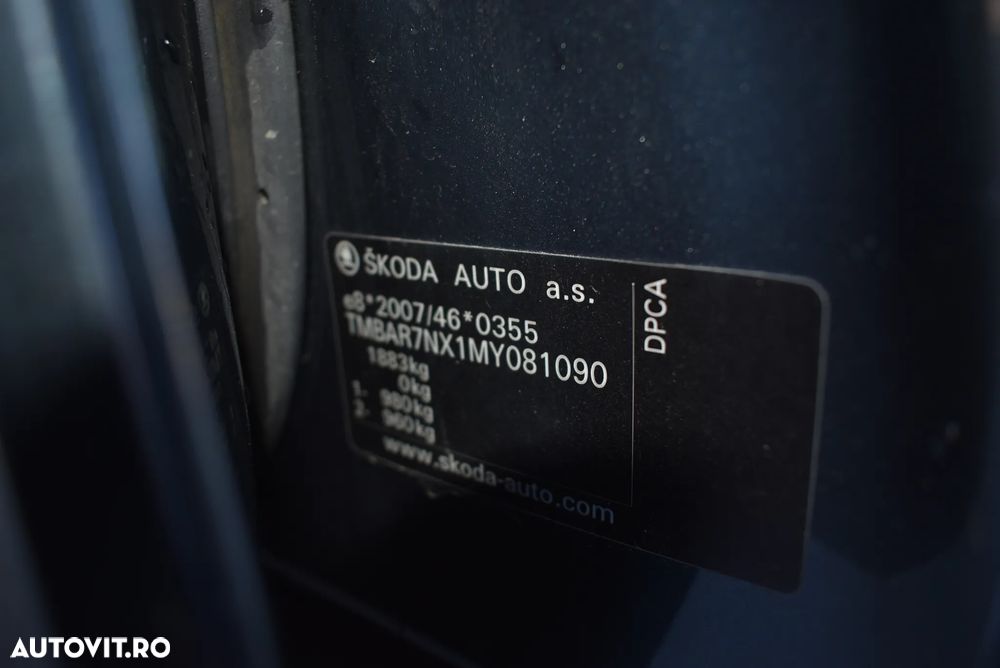 ŠKODA AUTO a.s.
e8*2007/46*0355
TMBAR7NX1MY081090
1883kg
0kg
1- 980kg
2- 960kg
www.skoda-auto.com
DPCA
AUTOVIT.RO